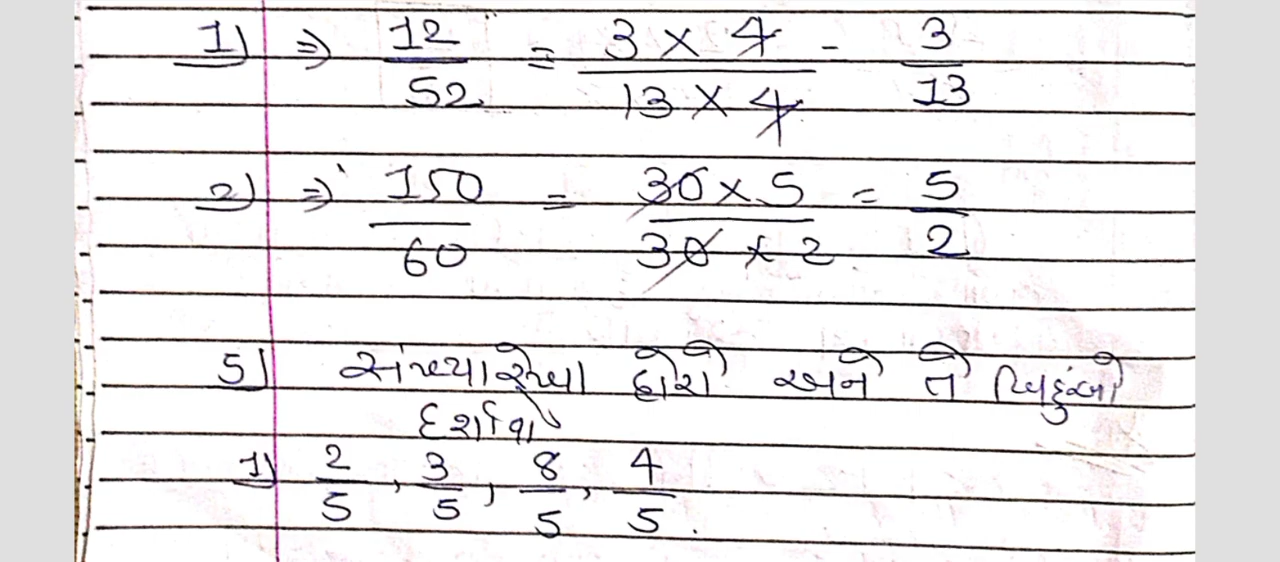 1) ⇒ 12/52 = 3 × 4/13 × 4 - 3/13
2) ⇒ 150/60 = 30 × 5/30 × 2 = 5/2
5) સંખ્યારેખા દોરો અને તે બિંદુઓ
દર્શાવો
1) 2/5, 3/5, 8/5, 4/5.